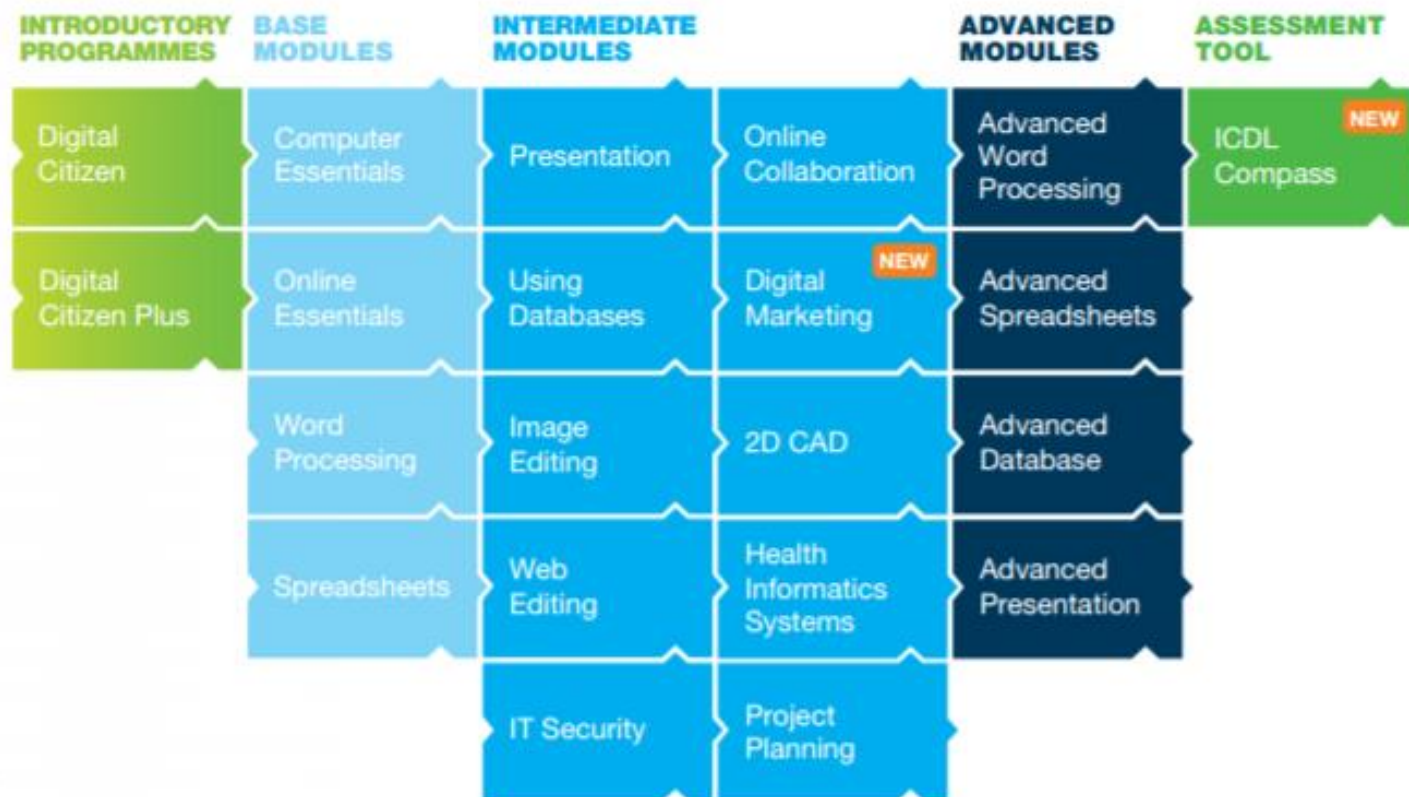 INTRODUCTORY
PROGRAMMES
BASE
MODULES
INTERMEDIATE
MODULES
ADVANCED
MODULES
ASSESSMENT
TOOL
Digital
Citizen
Computer
Essentials
Presentation
Online
Collaboration
Advanced
Word
Processing
NEW
ICDL
Compass
Digital
Citizen Plus
Online
Essentials
Using
Databases
NEW
Digital
Marketing
Advanced
Spreadsheets
Word
Processing
Image
Editing
2D CAD
Advanced
Database
Spreadsheets
Web
Editing
Health
Informatics
Systems
Advanced
Presentation
IT Security
Project
Planning